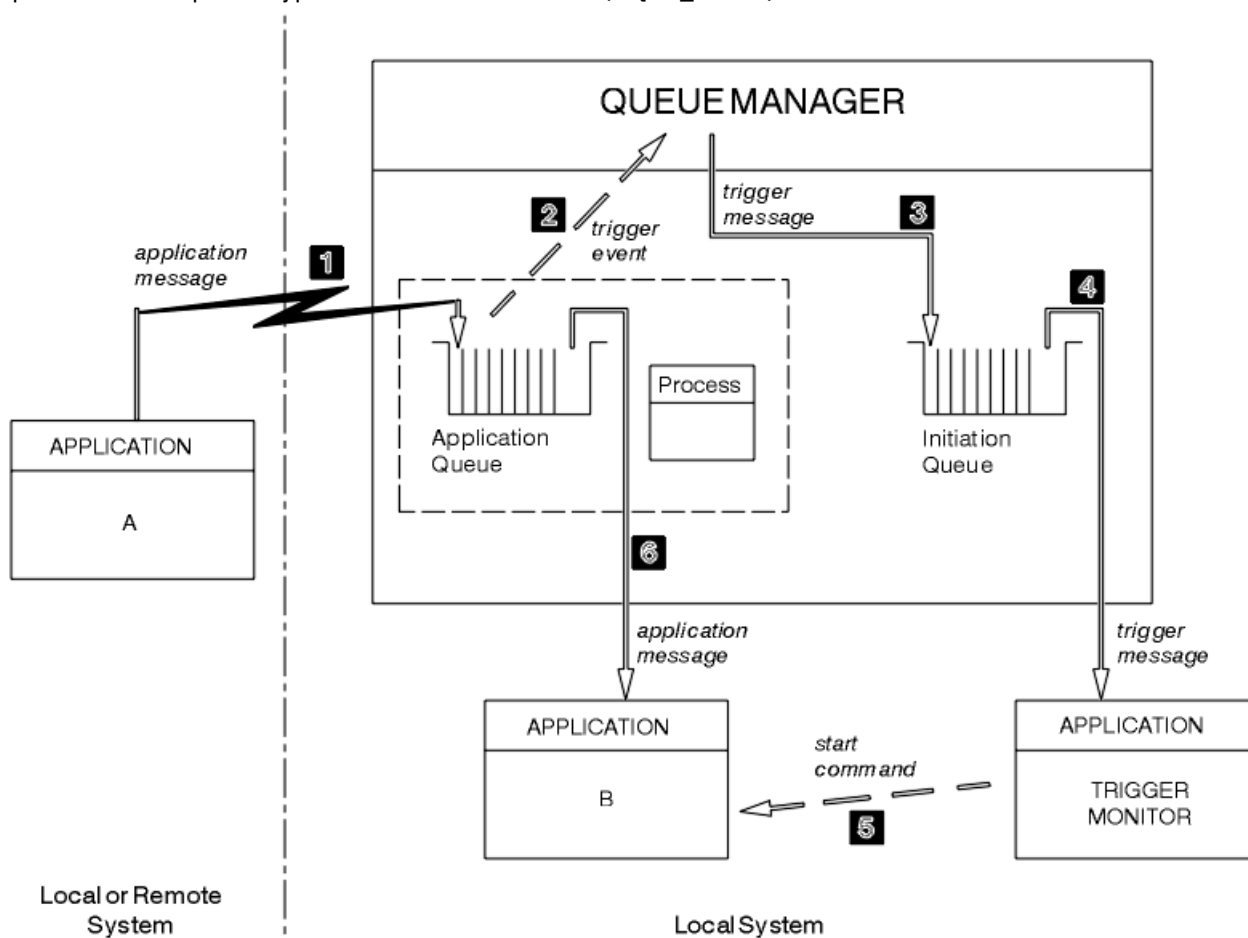 QUEUE MANAGER
2
trigger
event
trigger
message
3
application
message
1
4
Process
Application
Queue
Initiation
Queue
APPLICATION
A
6
application
message
trigger
message
APPLICATION
B
start
command
5
APPLICATION
TRIGGER
MONITOR
Local or Remote
System
Local System